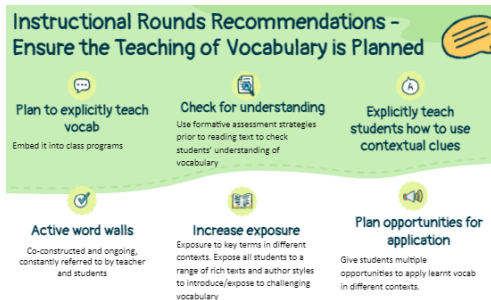 Instructional Rounds Recommendations -
Ensure the Teaching of Vocabulary is Planned
Plan to explicitly teach
vocab
Embed it into class programs
Check for understanding
Use formative assessment strategies
prior to reading text to check
students' understanding of
vocabulary
Explicitly teach
students how to use
contextual clues
Active word walls
Co-constructed and ongoing,
constantly referred to by teacher
and students
Increase exposure
Exposure to key terms in different
contexts. Expose all students to a
range of rich texts and author styles
to introduce/expose to challenging
vocabulary
Plan opportunities for
application
Give students multiple
opportunities to apply learnt vocab
in different contexts.